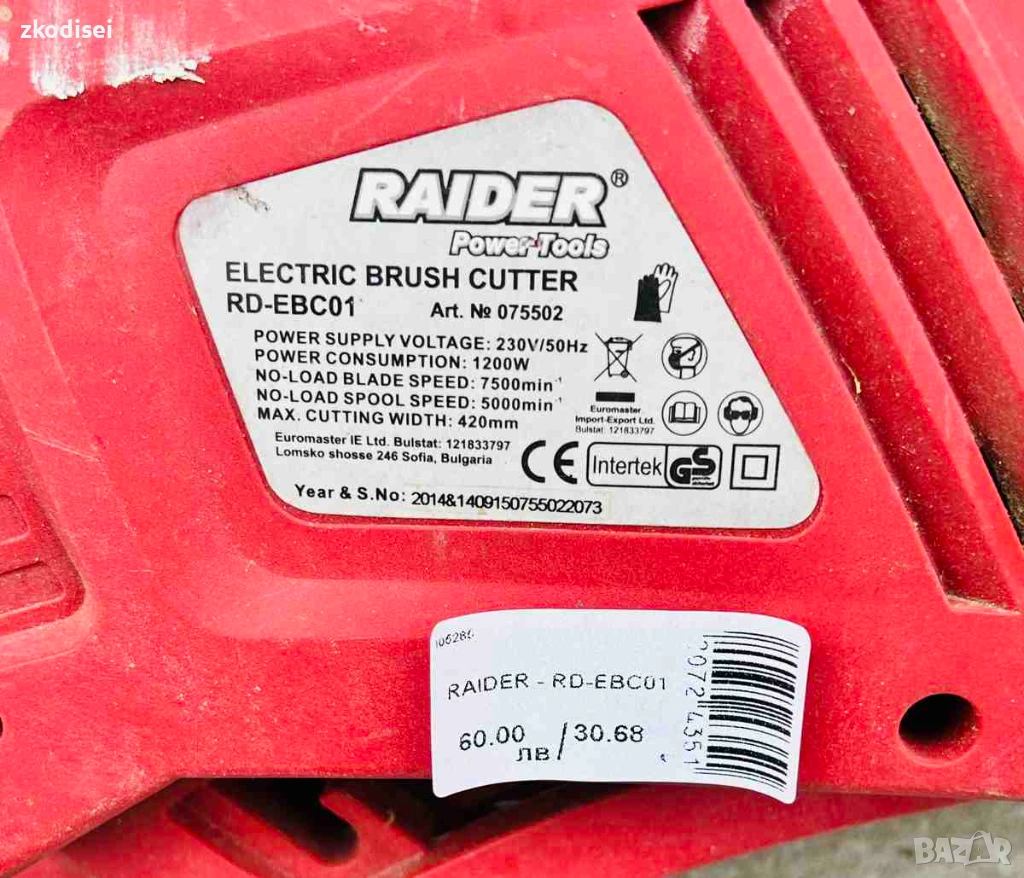 zkodisei
RAIDER®
Power-Tools
ELECTRIC BRUSH CUTTER
RD-EBC01 Art. № 075502
POWER SUPPLY VOLTAGE: 230V/50Hz
POWER CONSUMPTION: 1200W
NO-LOAD BLADE SPEED: 7500min⁻¹
NO-LOAD SPOOL SPEED: 5000min⁻¹
MAX. CUTTING WIDTH: 420mm
Euromaster IE Ltd. Bulstat: 121833797
Lomsko shosse 246 Sofia, Bulgaria
Euromaster
Import-Export Ltd.
Bulstat: 121833797
CE Intertek GS
Year & S.No: 2014&1409150755022073
RAIDER - RD-EBC01
60.00 / 30.68
ЛВ
BAZAR